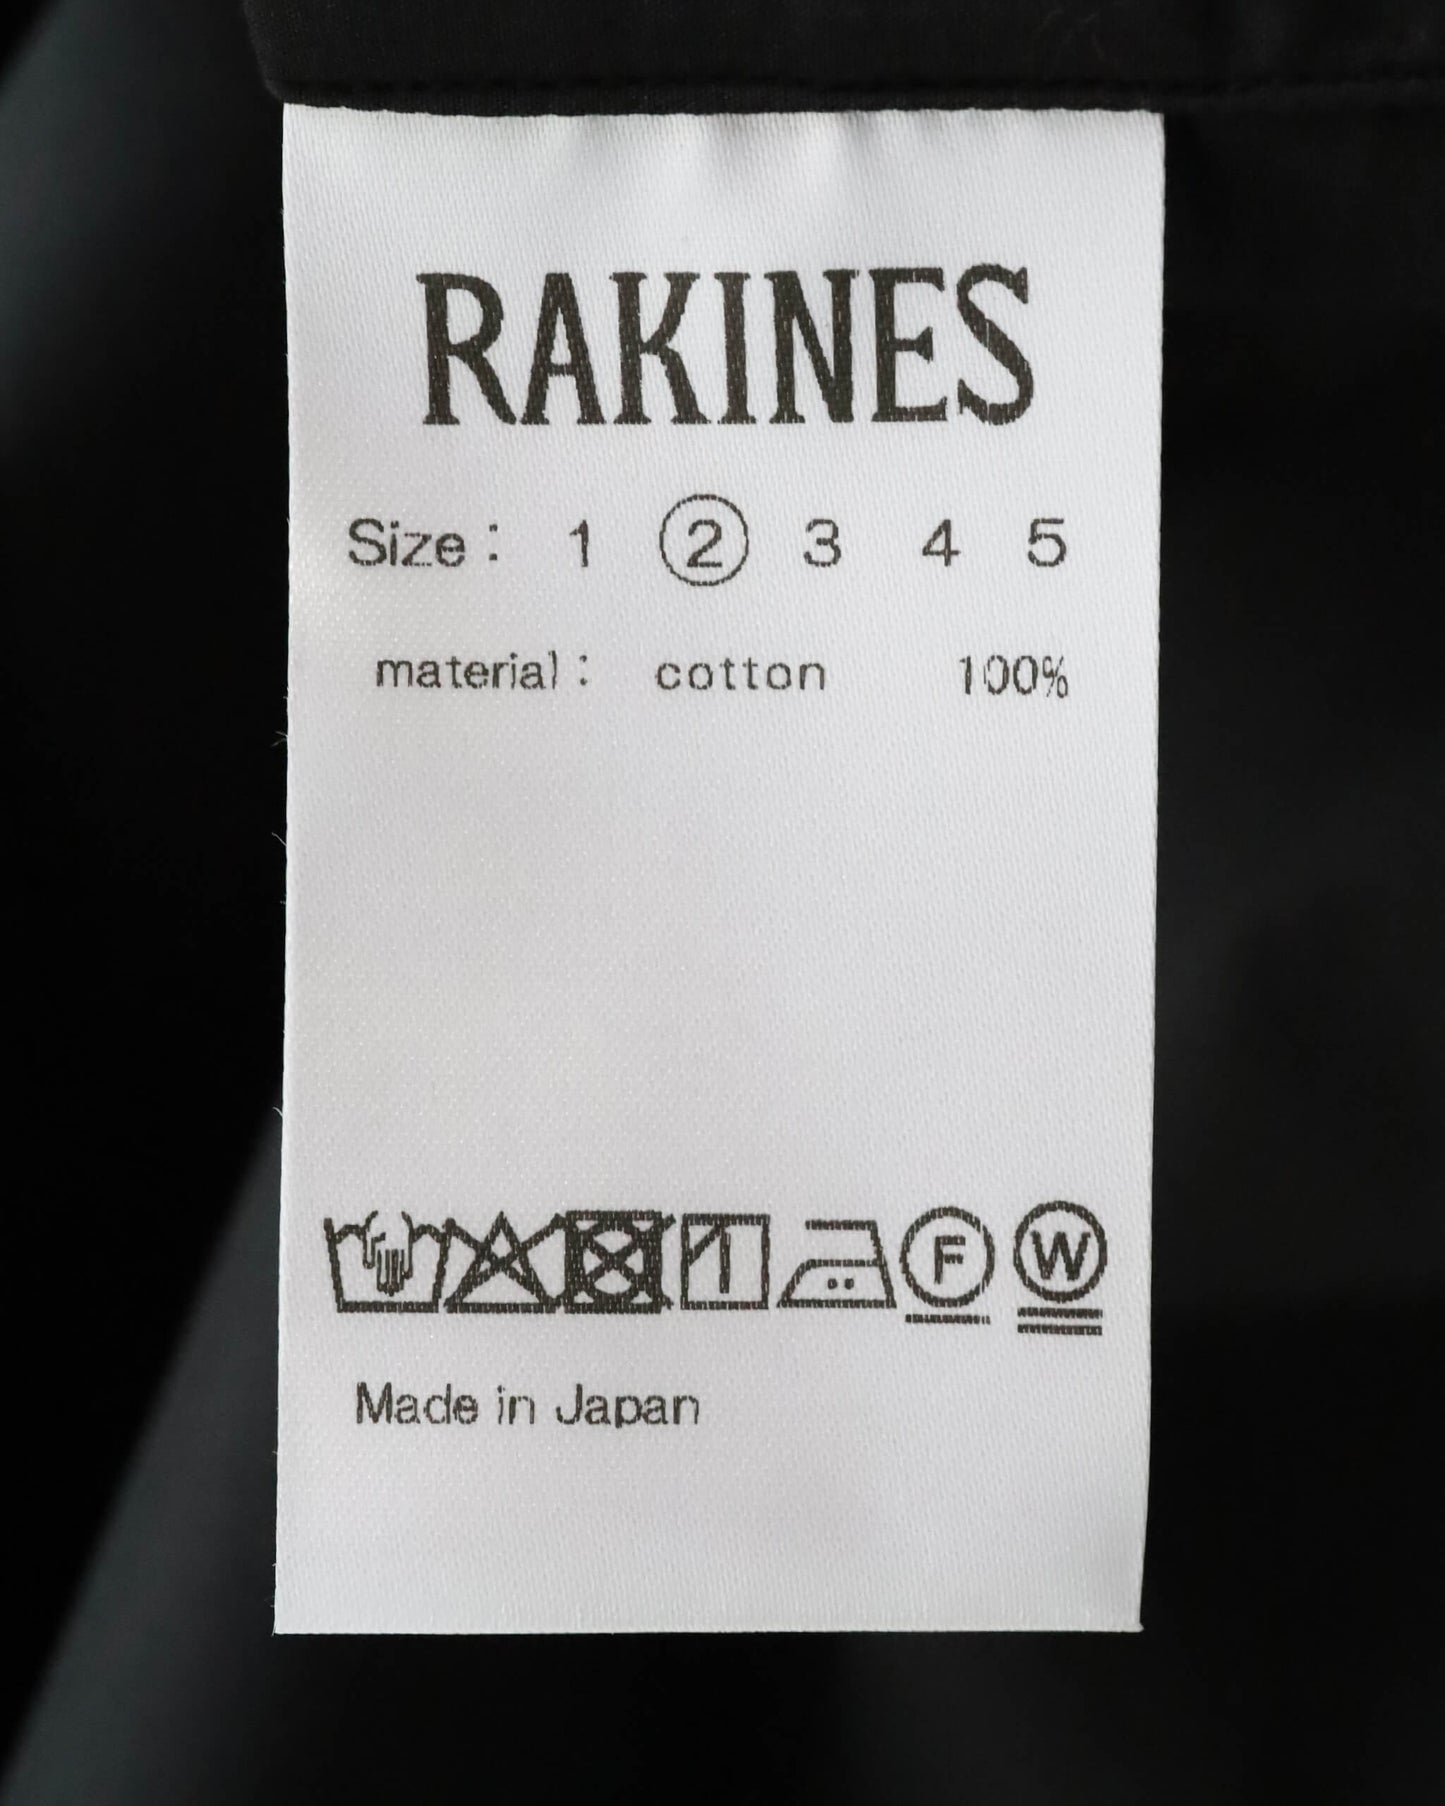 RAKINES
Size : 1 2 3 4 5
material : cotton 100%
F W
Made in Japan